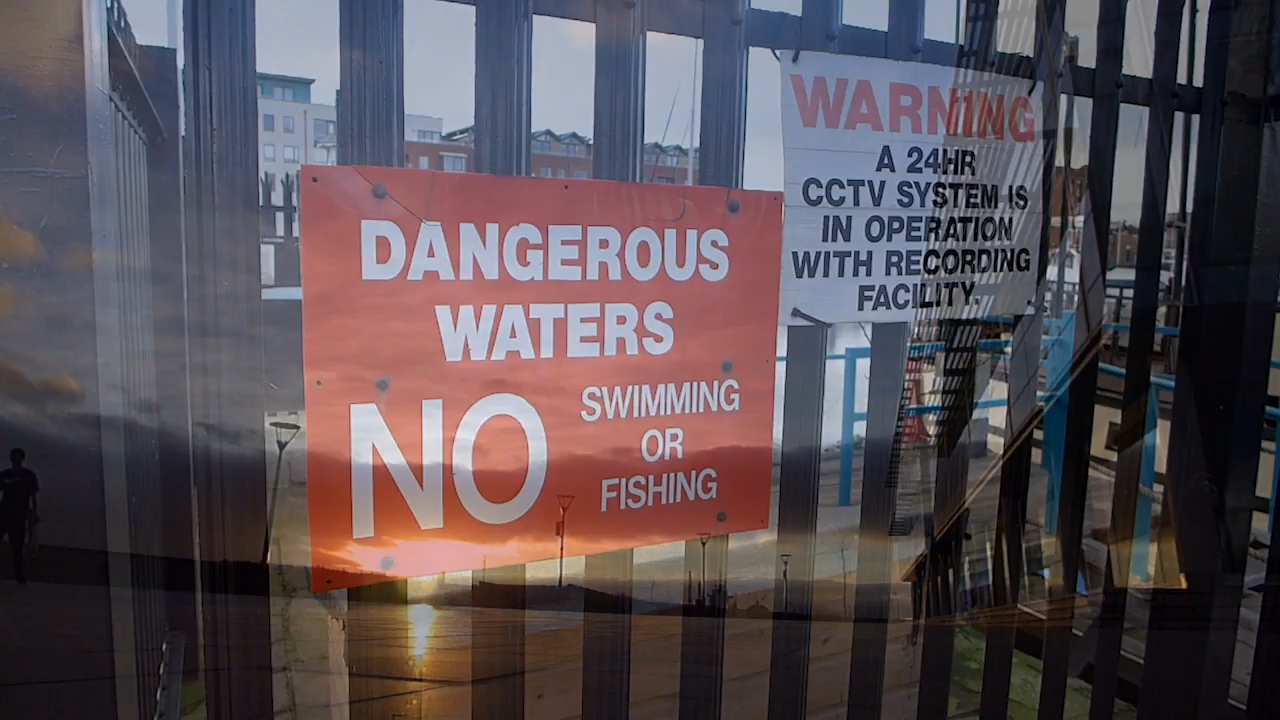 DANGEROUS
WATERS
NO
SWIMMING
OR
FISHING
WARNING
A 24HR
CCTV SYSTEM IS
IN OPERATION
WITH RECORDING
FACILITY.